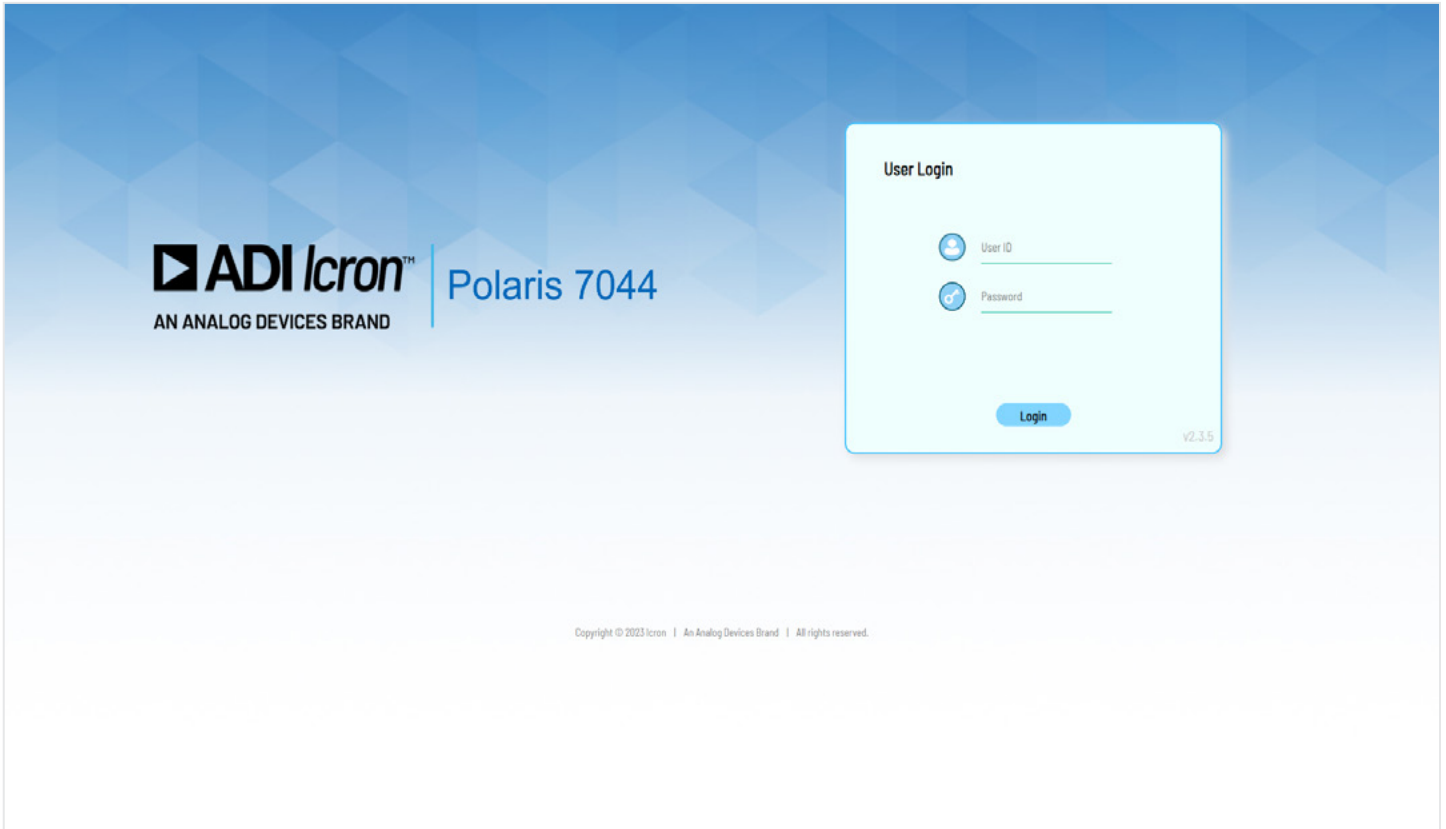 User Login
User ID
ADI Icron™
Polaris 7044
Password
AN ANALOG DEVICES BRAND
Login
v2.3.5
Copyright © 2023 Icron | An Analog Devices Brand | All rights reserved.